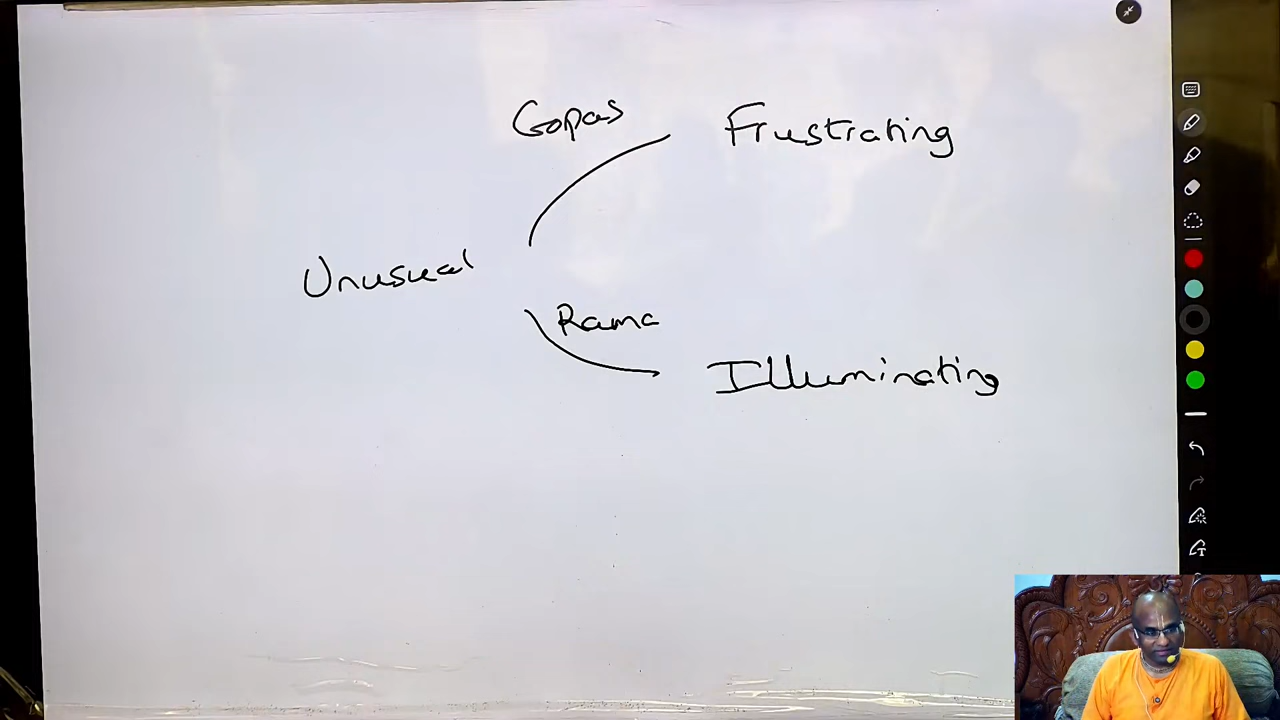 Gopas
Frustrating
Unusual
Rama
Illuminating